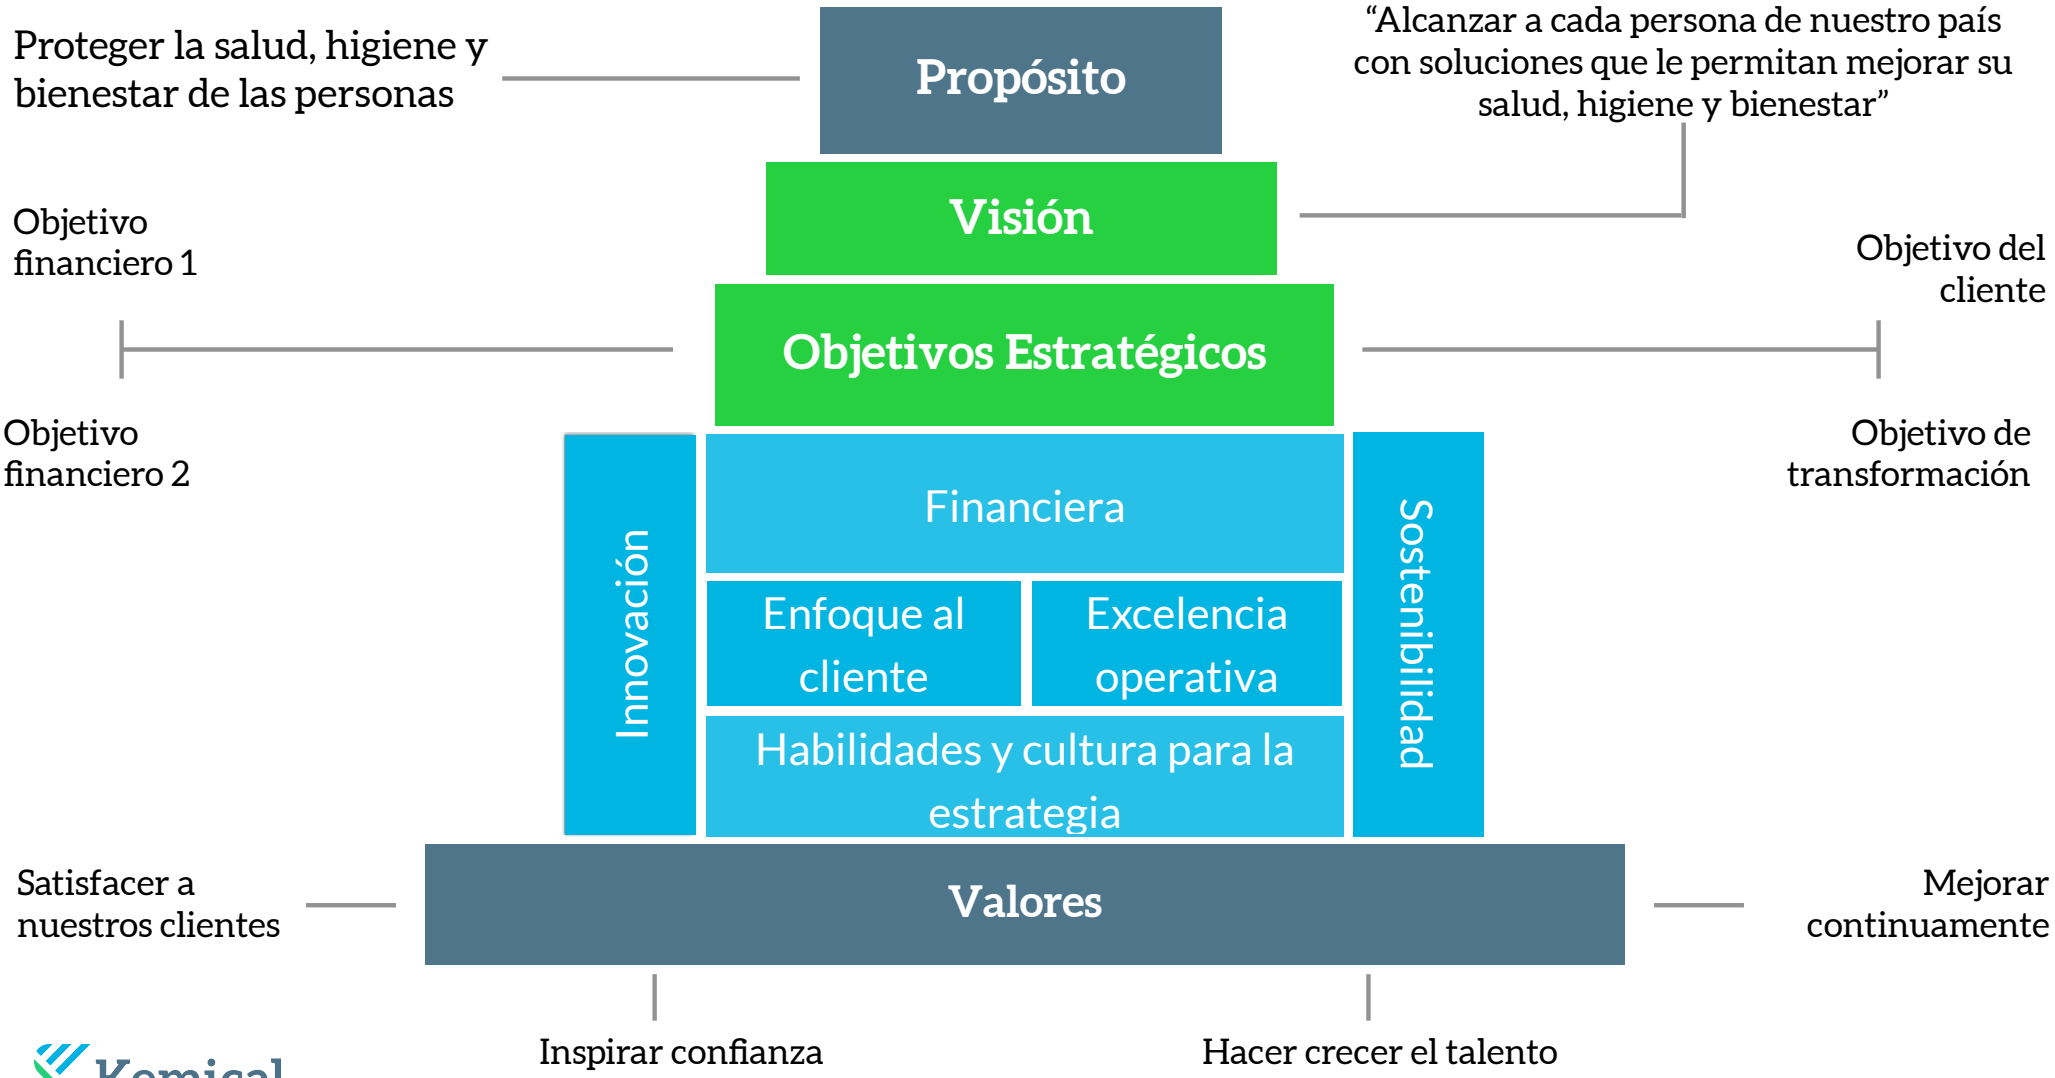 Proteger la salud, higiene y
bienestar de las personas
Propósito
“Alcanzar a cada persona de nuestro país
con soluciones que le permitan mejorar su
salud, higiene y bienestar”
Visión
Objetivo
financiero 1
Objetivo del
cliente
Objetivos Estratégicos
Objetivo
financiero 2
Objetivo de
transformación
Innovación
Financiera
Enfoque al
cliente
Excelencia
operativa
Habilidades y cultura para la
estrategia
Sostenibilidad
Satisfacer a
nuestros clientes
Valores
Mejorar
continuamente
Inspirar confianza
Hacer crecer el talento
Kemical